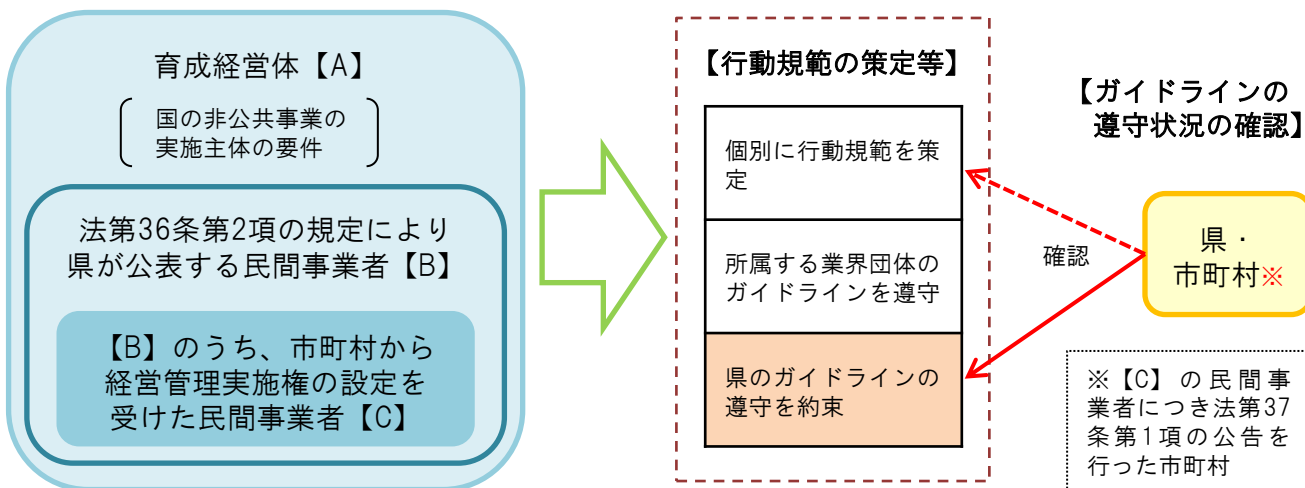 育成経営体【A】
国の非公共事業の
実施主体の要件
法第36条第2項の規定により
県が公表する民間事業者【B】
【B】のうち、市町村から
経営管理実施権の設定を
受けた民間事業者【C】
【行動規範の策定等】
個別に行動規範を策
定
所属する業界団体の
ガイドラインを遵守
県のガイドラインの
遵守を約束
【ガイドラインの
遵守状況の確認】
確認
県・
市町村※
※【C】の民間事
業者につき法第37
条第1項の公告を
行った市町村